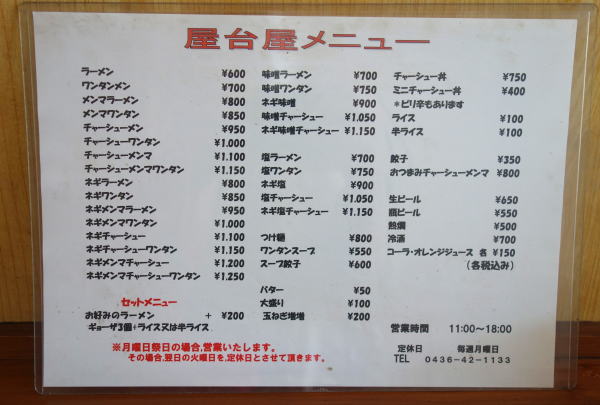 屋台屋メニュー
ラーメン ¥600
ワンタンメン ¥700
メンマラーメン ¥800
メンマワンタン ¥850
チャーシューメン ¥950
チャーシューワンタン ¥1.000
チャーシューメンマ ¥1.100
チャーシューメンマワンタン ¥1.150
ネギラーメン ¥800
ネギワンタン ¥850
ネギメンマラーメン ¥950
ネギメンマワンタン ¥1.000
ネギチャーシュー ¥1.100
ネギチャーシューワンタン ¥1.150
ネギメンマチャーシュー ¥1.200
ネギメンマチャーシューワンタン ¥1.250
セットメニュー
お好みのラーメン + ¥200
ギョーザ3個+ライス又は半ライス
味噌ラーメン ¥700
味噌ワンタン ¥750
ネギ味噌 ¥900
味噌チャーシュー ¥1.050
ネギ味噌チャーシュー ¥1.150
塩ラーメン ¥700
塩ワンタン ¥750
ネギ塩 ¥900
塩チャーシュー ¥1.050
ネギ塩チャーシュー ¥1.150
つけ麺 ¥800
ワンタンスープ ¥550
スープ餃子 ¥600
バター ¥50
大盛り ¥100
玉ねぎ増増 ¥200
チャーシュー丼 ¥750
ミニチャーシュー丼 ¥400
*ピリ辛もあります
ライス ¥100
半ライス ¥100
餃子 ¥350
おつまみチャーシューメンマ ¥800
生ビール ¥650
瓶ビール ¥550
熱燗 ¥500
冷酒 ¥700
コーラ・オレンジジュース 各 ¥150
(各税込み)
営業時間 11:00~18:00
定休日 毎週月曜日
TEL 0436-42-1133
※月曜日祭日の場合,営業いたします。
その場合,翌日の火曜日を,定休日とさせて頂きます。